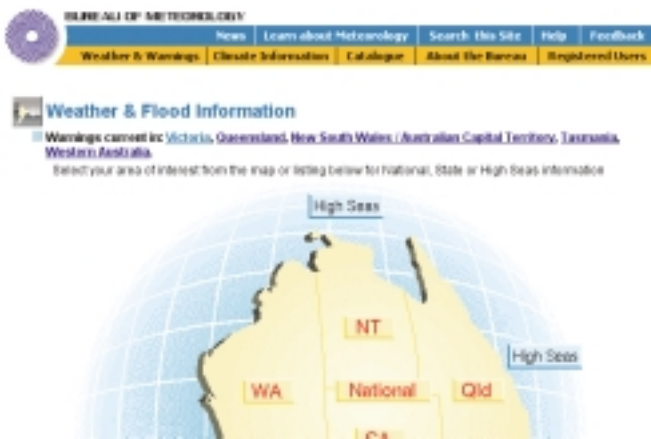 BUREAU OF METEOROLOGY
News Learn about Meteorology Search this Site Help Feedback
Weather & Warnings Climate Information Catalogue About the Bureau Registered Users
Weather & Flood Information
Warnings current in: Victoria, Queensland, New South Wales / Australian Capital Territory, Tasmania,
Western Australia.
Select your area of interest from the map or listing below for National, State or High Seas information
High Seas
NT
High Seas
WA National Qld
SA